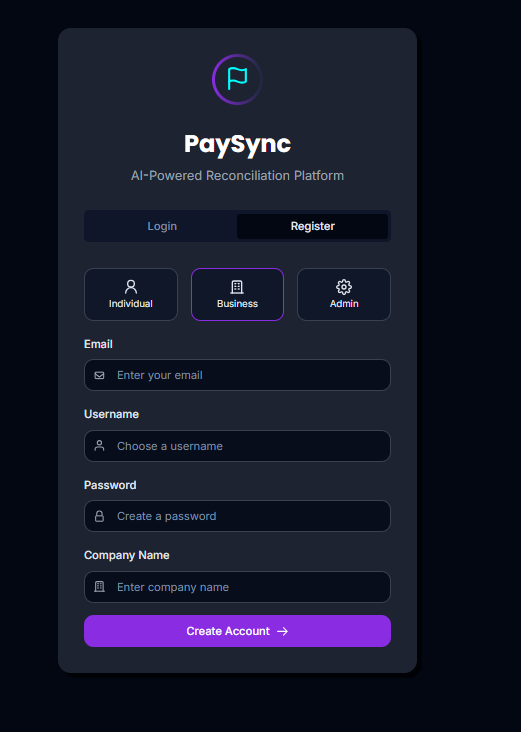 PaySync
AI-Powered Reconciliation Platform
Login Register
Individual Business Admin
Email
Enter your email
Username
Choose a username
Password
Create a password
Company Name
Enter company name
Create Account →